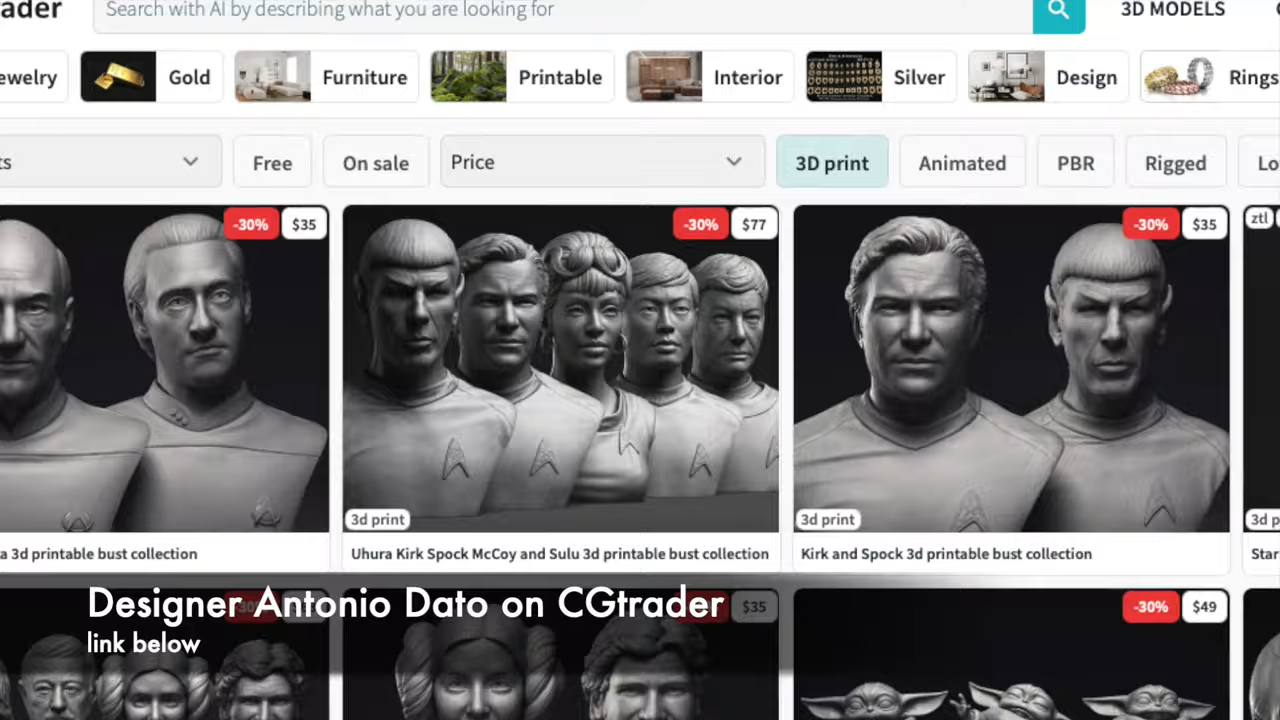 ader
Search with AI by describing what you are looking for
3D MODELS
ewelry
Gold
Furniture
Printable
Interior
Silver
Design
Rings
ts
Free
On sale
Price
3D print
Animated
PBR
Rigged
Lo
-30% $35
-30% $77
-30% $35
ztl
3d print
3d print
3d p
a 3d printable bust collection
Uhura Kirk Spock McCoy and Sulu 3d printable bust collection
Kirk and Spock 3d printable bust collection
Star
Designer Antonio Dato on CGtrader
link below
$35
-30% $49